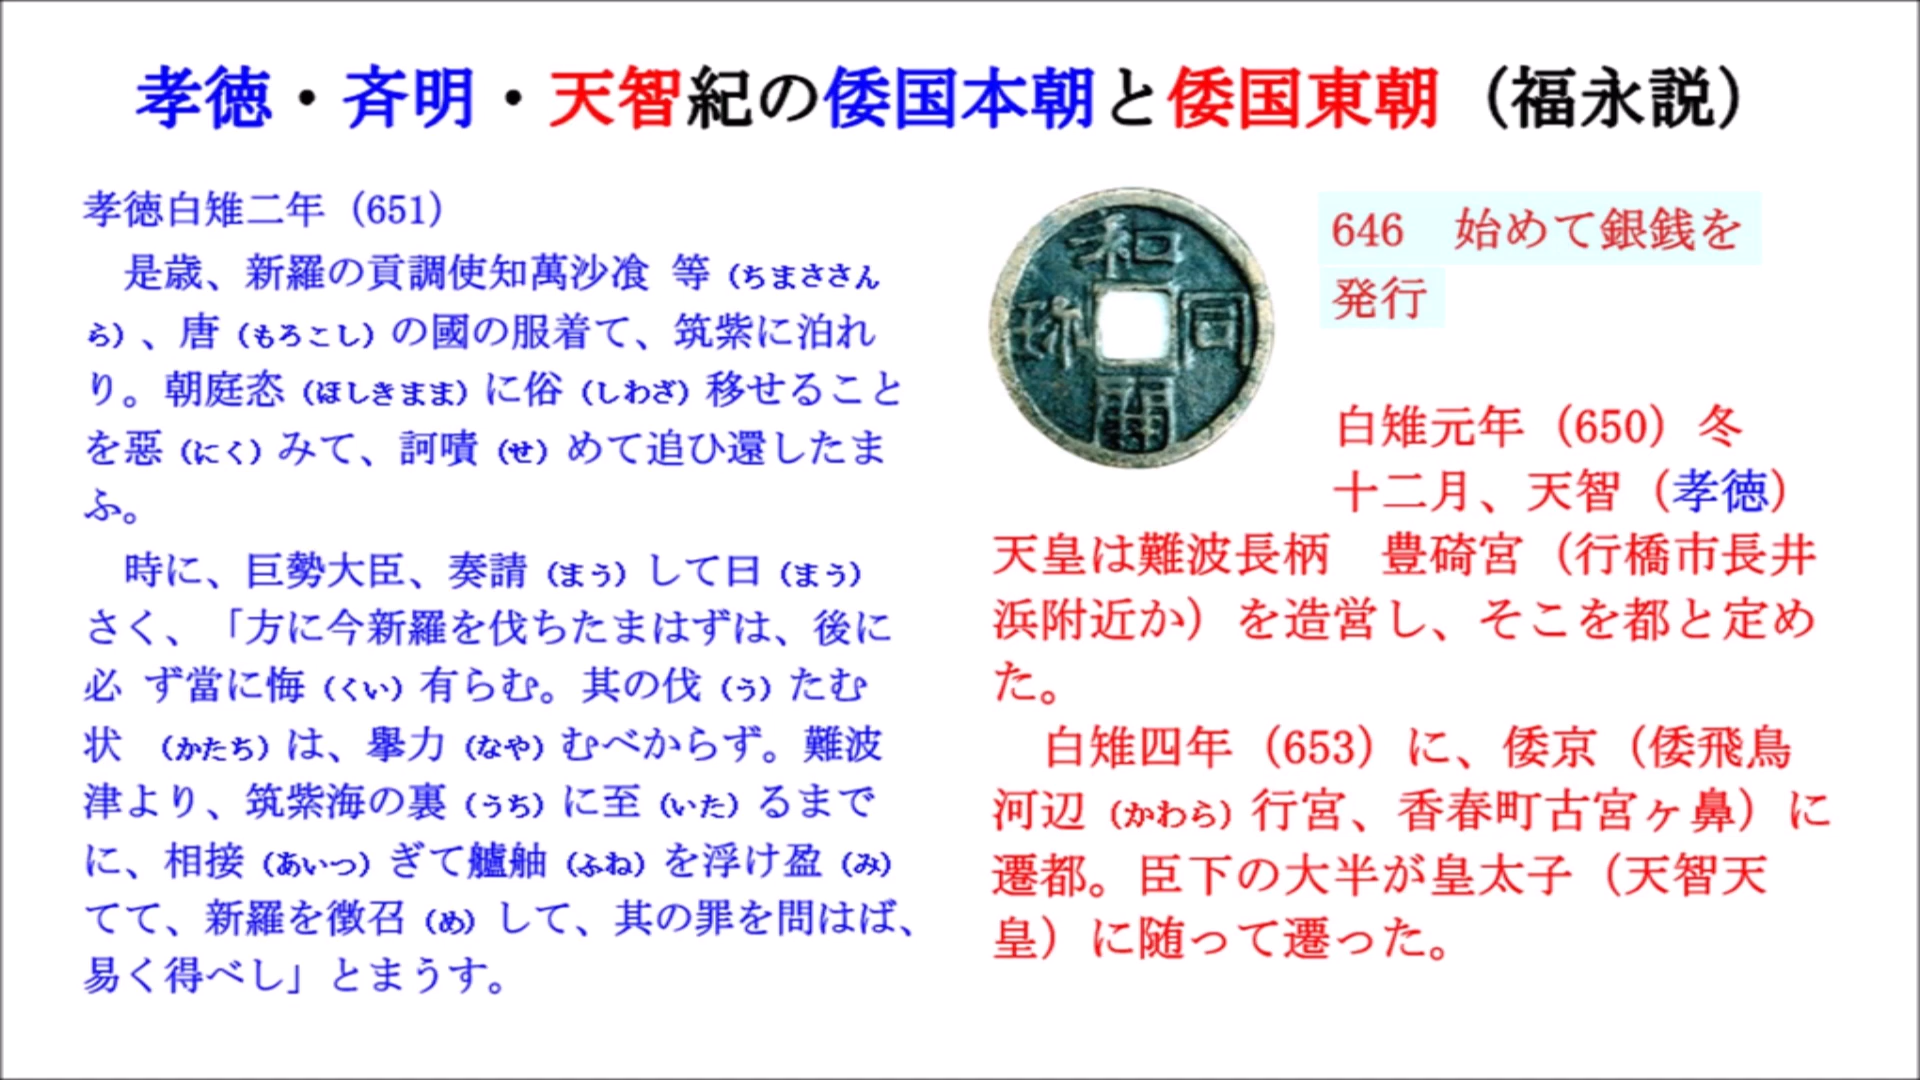 孝徳・斉明・天智紀の倭国本朝と倭国東朝（福永説）
孝徳白雉二年（651）
是歳、新羅の貢調使知萬沙飡 等（ちまささん
ら）、唐（もろこし）の國の服着て、筑紫に泊れ
り。朝庭恣（ほしきまま）に俗（しわざ）移せること
を惡（にく）みて、訶嘖（せ）めて追ひ還したま
ふ。
時に、巨勢大臣、奏請（まう）して曰（まう）
さく、「方に今新羅を伐ちたまはずは、後に
必 ず當に悔（くい）有らむ。其の伐（う）たむ
状 （かたち）は、擧力（なや）むべからず。難波
津より、筑紫海の裏（うち）に至（いた）るまで
に、相接（あいつ）ぎて艫舳（ふね）を浮け盈（み）
てて、新羅を徴召（め）して、其の罪を問はば、
易く得べし」とまうす。
和
同
開
珎
646　始めて銀銭を
発行
白雉元年（650）冬
十二月、天智（孝徳）
天皇は難波長柄　豊碕宮（行橋市長井
浜附近か）を造営し、そこを都と定め
た。
白雉四年（653）に、倭京（倭飛鳥
河辺（かわら）行宮、香春町古宮ヶ鼻）に
遷都。臣下の大半が皇太子（天智天
皇）に随って遷った。